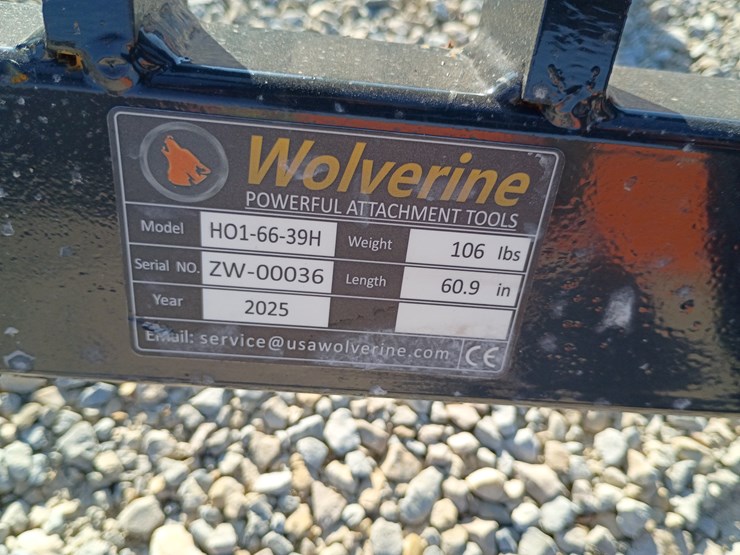 Wolverine
POWERFUL ATTACHMENT TOOLS
Model HO1-66-39H Weight 106 lbs
Serial NO. ZW-00036 Length 60.9 in
Year 2025
Email: service@usawolverine.com CE